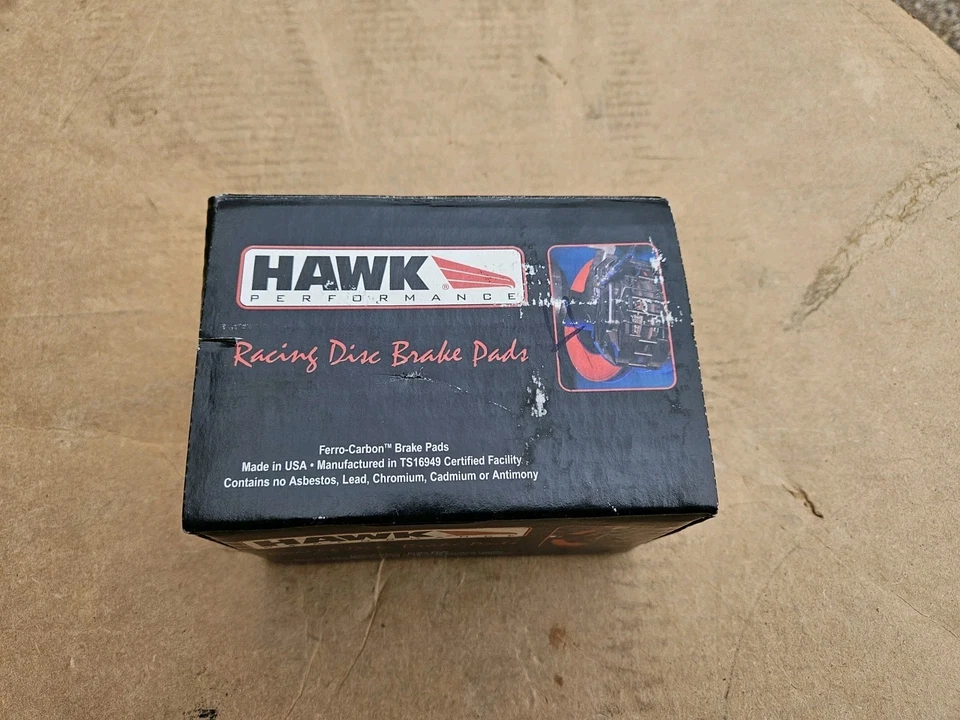 HAWK®
PERFORMANCE
Racing Disc Brake Pads
Ferro-Carbon™ Brake Pads
Made in USA • Manufactured in TS16949 Certified Facility
Contains no Asbestos, Lead, Chromium, Cadmium or Antimony
HAWK